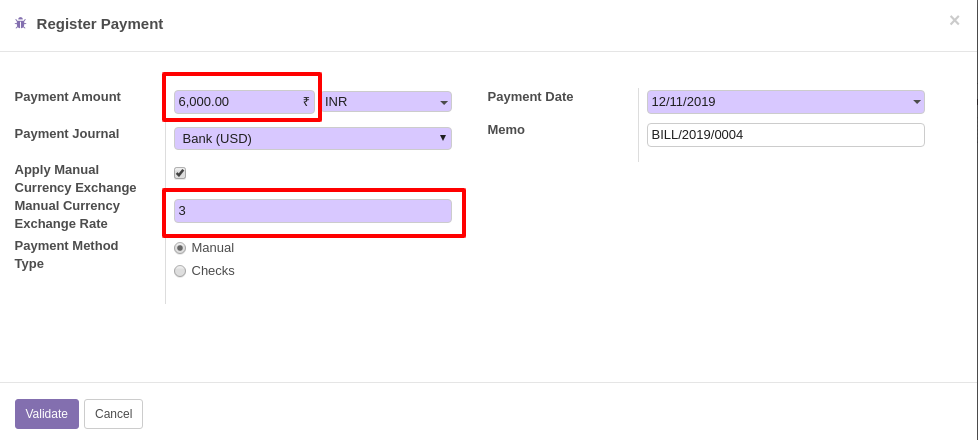 Register Payment
×
Payment Amount
6,000.00 ₹ INR
Payment Journal
Bank (USD)
Apply Manual
Currency Exchange
Manual Currency
Exchange Rate
3
Payment Method
Type
Manual
Checks
Payment Date
12/11/2019
Memo
BILL/2019/0004
Validate
Cancel